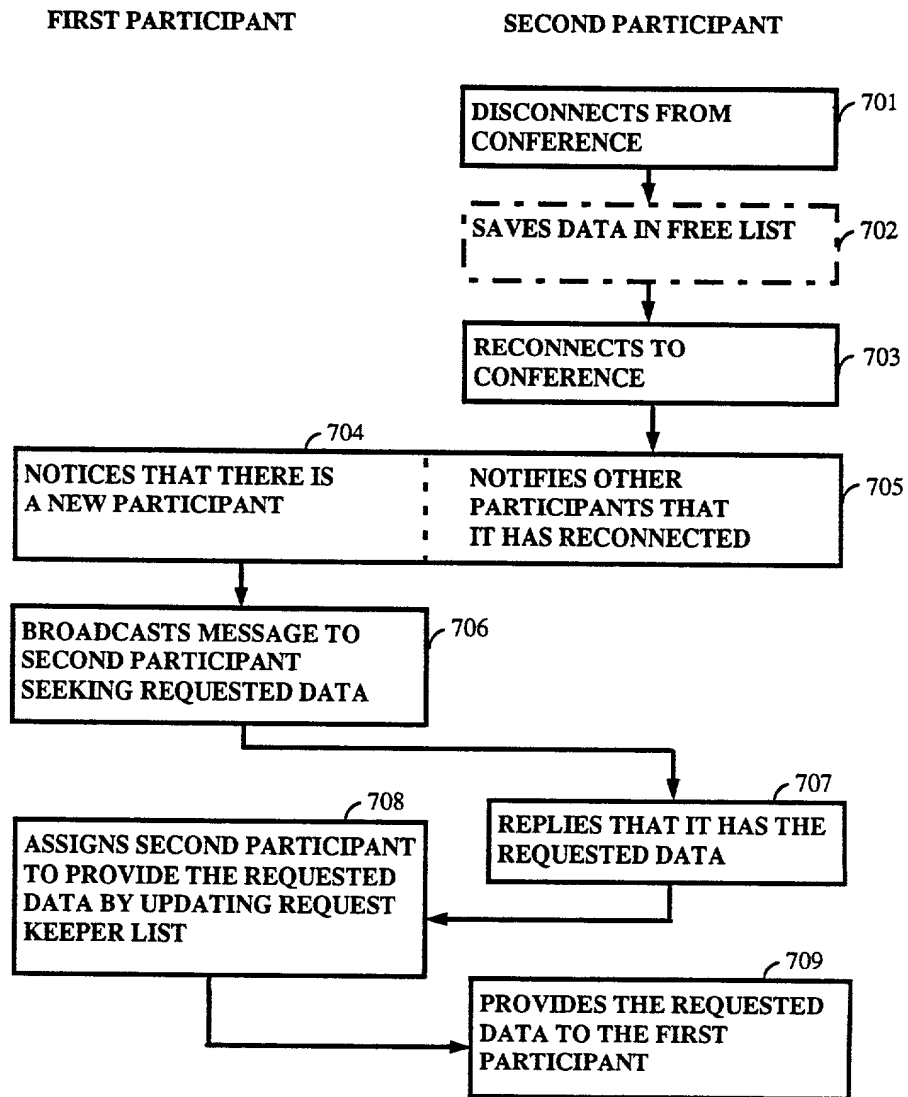 FIRST PARTICIPANT
SECOND PARTICIPANT
701
DISCONNECTS FROM
CONFERENCE
SAVES DATA IN FREE LIST
702
RECONNECTS TO
CONFERENCE
703
704
NOTICES THAT THERE IS
A NEW PARTICIPANT
NOTIFIES OTHER
PARTICIPANTS THAT
IT HAS RECONNECTED
705
BROADCASTS MESSAGE TO
SECOND PARTICIPANT
SEEKING REQUESTED DATA
706
707
REPLIES THAT IT HAS THE
REQUESTED DATA
708
ASSIGNS SECOND PARTICIPANT
TO PROVIDE THE REQUESTED
DATA BY UPDATING REQUEST
KEEPER LIST
709
PROVIDES THE REQUESTED
DATA TO THE FIRST
PARTICIPANT